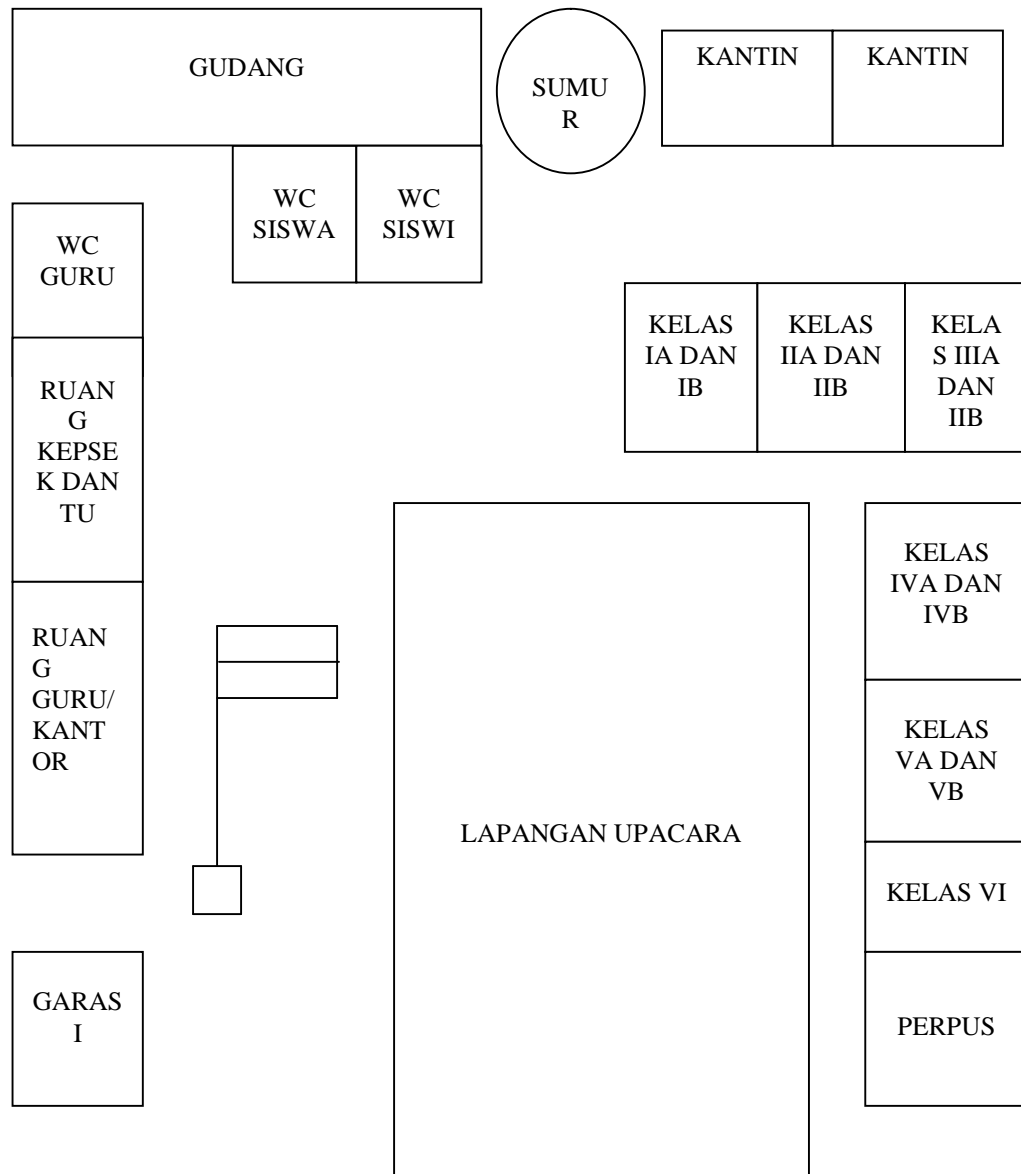 GUDANG
SUMU
R
KANTIN
KANTIN
WC
SISWA
WC
SISWI
WC
GURU
KELAS
IA DAN
IB
KELAS
IIA DAN
IIB
KELA
S IIIA
DAN
IIB
RUAN
G
KEPSE
K DAN
TU
KELAS
IVA DAN
IVB
RUAN
G
GURU/
KANT
OR
KELAS
VA DAN
VB
LAPANGAN UPACARA
KELAS VI
GARAS
I
PERPUS